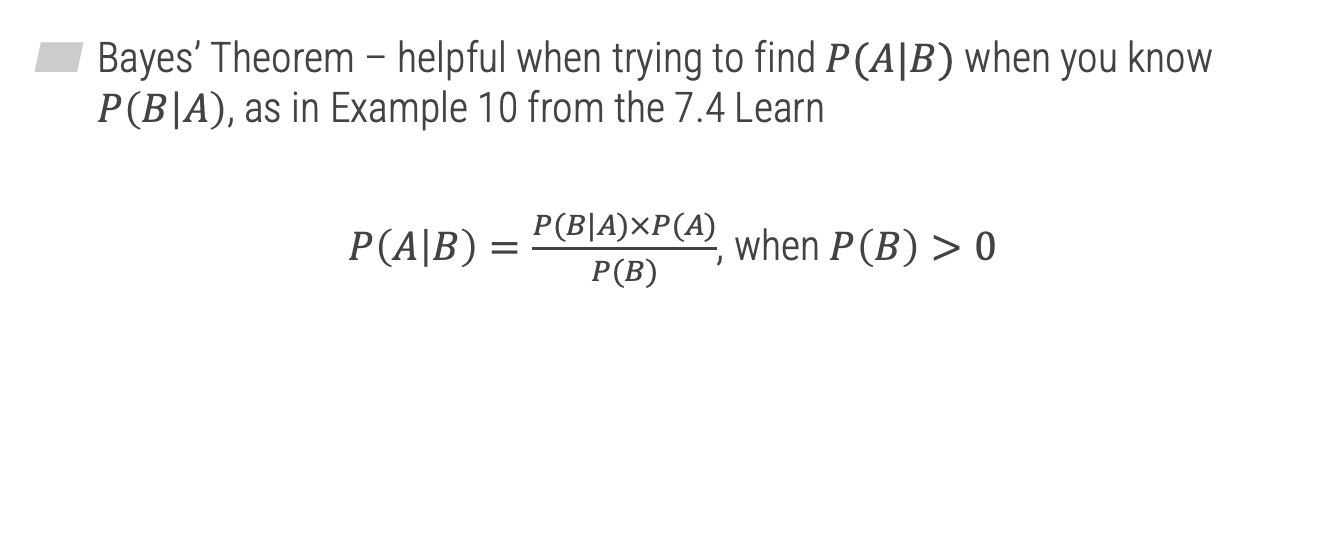 Bayes’ Theorem – helpful when trying to find P(A|B) when you know
P(B|A), as in Example 10 from the 7.4 Learn
P(A|B) = P(B|A)×P(A)/P(B), when P(B) > 0